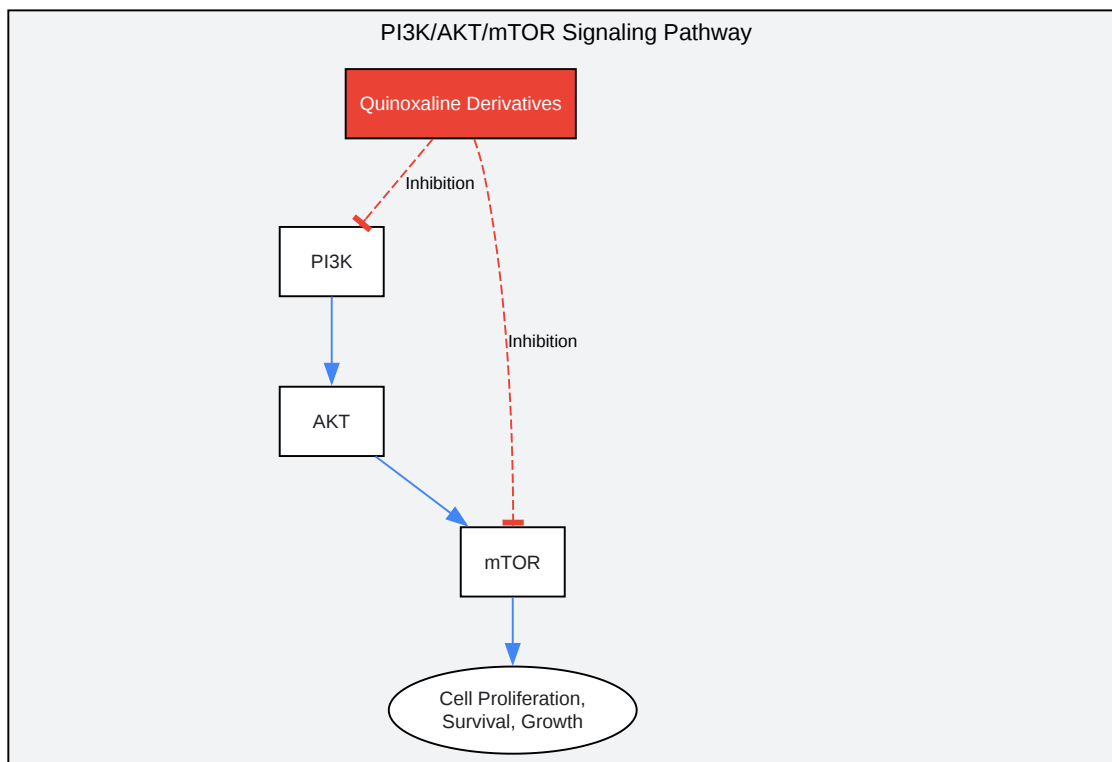 PI3K/AKT/mTOR Signaling Pathway
Quinoxaline Derivatives
Inhibition
PI3K
Inhibition
AKT
mTOR
Cell Proliferation,
Survival, Growth